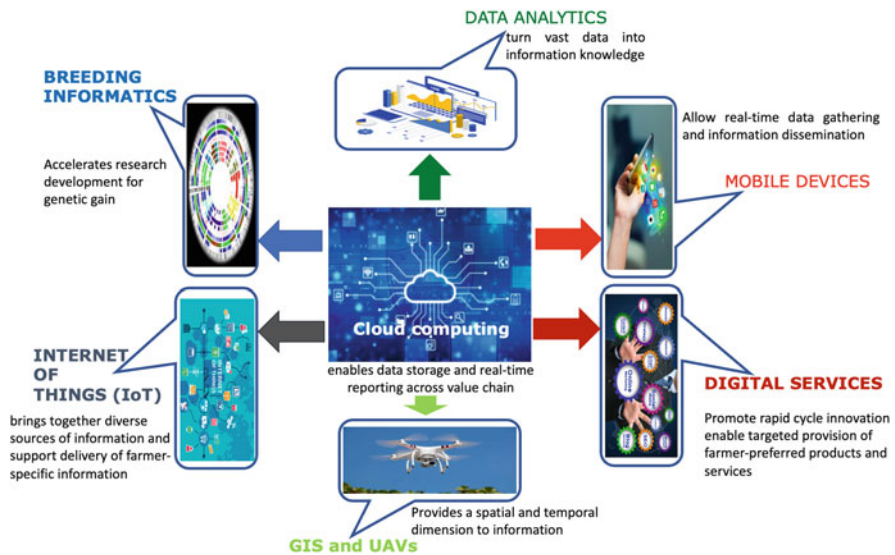 DATA ANALYTICS
turn vast data into
information knowledge
BREEDING
INFORMATICS
Accelerates research
development for
genetic gain
Allow real-time data gathering
and information dissemination
MOBILE DEVICES
Cloud computing
enables data storage and real-time
reporting across value chain
INTERNET
OF
THINGS (IoT)
brings together diverse
sources of information and
support delivery of farmer-
specific information
DIGITAL SERVICES
Promote rapid cycle innovation
enable targeted provision of
farmer-preferred products and
services
Provides a spatial and temporal
dimension to information
GIS and UAVs